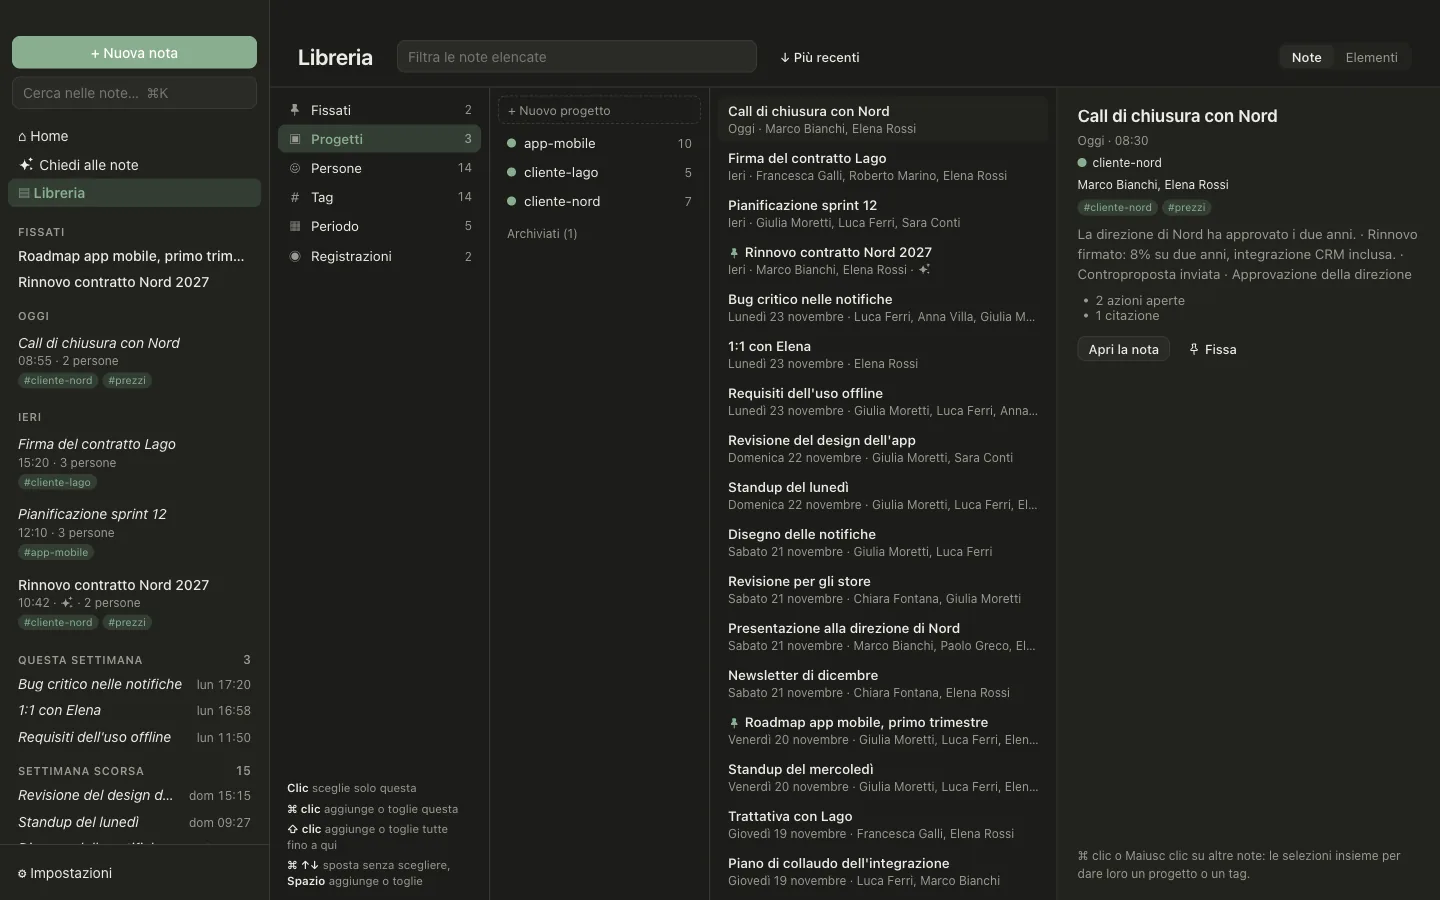 + Nuova nota
Cerca nelle note... ⌘K
Home
Chiedi alle note
Libreria
FISSATI
Roadmap app mobile, primo trim...
Rinnovo contratto Nord 2027
OGGI
Call di chiusura con Nord
08:55 · 2 persone
#cliente-nord #prezzi
IERI
Firma del contratto Lago
15:20 · 3 persone
#cliente-lago
Pianificazione sprint 12
12:10 · 3 persone
#app-mobile
Rinnovo contratto Nord 2027
10:42 · 2 persone
#cliente-nord #prezzi
QUESTA SETTIMANA 3
Bug critico nelle notifiche lun 17:20
1:1 con Elena lun 16:58
Requisiti dell'uso offline lun 11:50
SETTIMANA SCORSA 15
Revisione del design d... dom 15:15
Standup del lunedì dom 09:27
Impostazioni
Libreria
Filtra le note elencate
↓ Più recenti
Note Elementi
Fissati 2
Progetti 3
Persone 14
# Tag 14
Periodo 5
Registrazioni 2
Clic sceglie solo questa
⌘ clic aggiunge o toglie questa
⇧ clic aggiunge o toglie tutte
fino a qui
⌘ ↑↓ sposta senza scegliere,
Spazio aggiunge o toglie
+ Nuovo progetto
app-mobile 10
cliente-lago 5
cliente-nord 7
Archiviati (1)
Call di chiusura con Nord
Oggi · Marco Bianchi, Elena Rossi
Firma del contratto Lago
Ieri · Francesca Galli, Roberto Marino, Elena Rossi
Pianificazione sprint 12
Ieri · Giulia Moretti, Luca Ferri, Sara Conti
Rinnovo contratto Nord 2027
Ieri · Marco Bianchi, Elena Rossi ·
Bug critico nelle notifiche
Lunedì 23 novembre · Luca Ferri, Anna Villa, Giulia M...
1:1 con Elena
Lunedì 23 novembre · Elena Rossi
Requisiti dell'uso offline
Lunedì 23 novembre · Giulia Moretti, Luca Ferri, Anna...
Revisione del design dell'app
Domenica 22 novembre · Giulia Moretti, Sara Conti
Standup del lunedì
Domenica 22 novembre · Giulia Moretti, Luca Ferri, El...
Disegno delle notifiche
Sabato 21 novembre · Giulia Moretti, Luca Ferri
Revisione per gli store
Sabato 21 novembre · Chiara Fontana, Giulia Moretti
Presentazione alla direzione di Nord
Sabato 21 novembre · Marco Bianchi, Paolo Greco, El...
Newsletter di dicembre
Sabato 21 novembre · Chiara Fontana, Elena Rossi
Roadmap app mobile, primo trimestre
Venerdì 20 novembre · Giulia Moretti, Luca Ferri, Elen...
Standup del mercoledì
Venerdì 20 novembre · Giulia Moretti, Luca Ferri, Elen...
Trattativa con Lago
Giovedì 19 novembre · Francesca Galli, Elena Rossi
Piano di collaudo dell'integrazione
Giovedì 19 novembre · Luca Ferri, Marco Bianchi
Call di chiusura con Nord
Oggi · 08:30
cliente-nord
Marco Bianchi, Elena Rossi
#cliente-nord #prezzi
La direzione di Nord ha approvato i due anni. · Rinnovo
firmato: 8% su due anni, integrazione CRM inclusa. ·
Controproposta inviata · Approvazione della direzione
• 2 azioni aperte
• 1 citazione
Apri la nota Fissa
⌘ clic o Maiusc clic su altre note: le selezioni insieme per
dare loro un progetto o un tag.